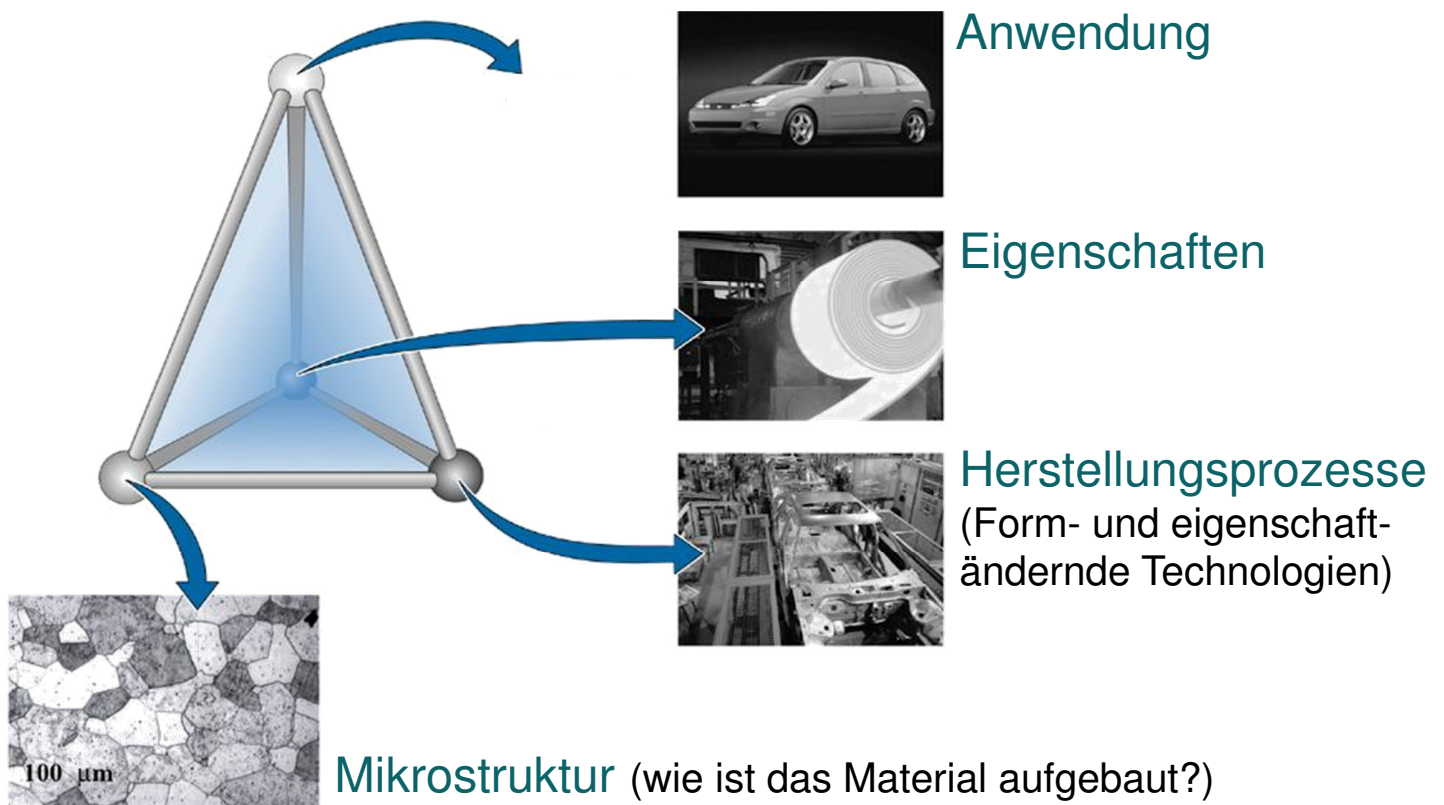 Anwendung
Eigenschaften
Herstellungsprozesse
(Form- und eigenschaft-
ändernde Technologien)
100 µm
Mikrostruktur (wie ist das Material aufgebaut?)